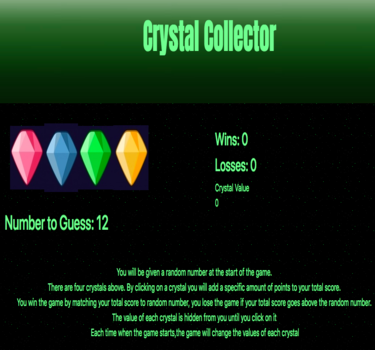 Crystal Collector
Wins: 0
Losses: 0
Crystal Value
0
Number to Guess: 12
You will be given a random number at the start of the game.
There are four crystals above. By clicking on a crystal you will add a specific amount of points to your total score.
You win the game by matching your total score to random number, you lose the game if your total score goes above the random number.
The value of each crystal is hidden from you until you click on it
Each time when the game starts,the game will change the values of each crystal